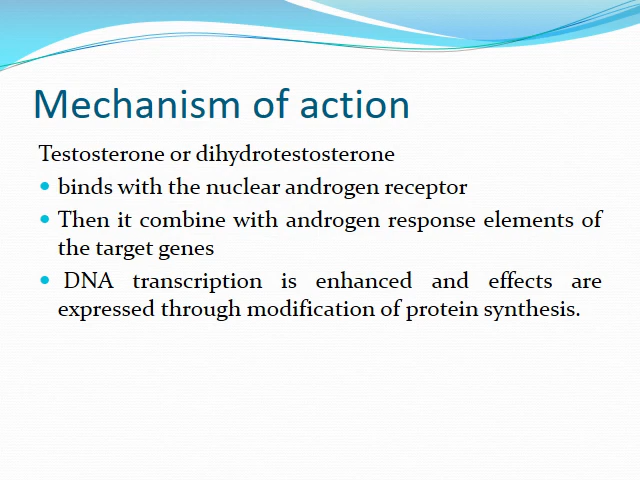 Mechanism of action
Testosterone or dihydrotestosterone
• binds with the nuclear androgen receptor
• Then it combine with androgen response elements of
the target genes
• DNA transcription is enhanced and effects are
expressed through modification of protein synthesis.